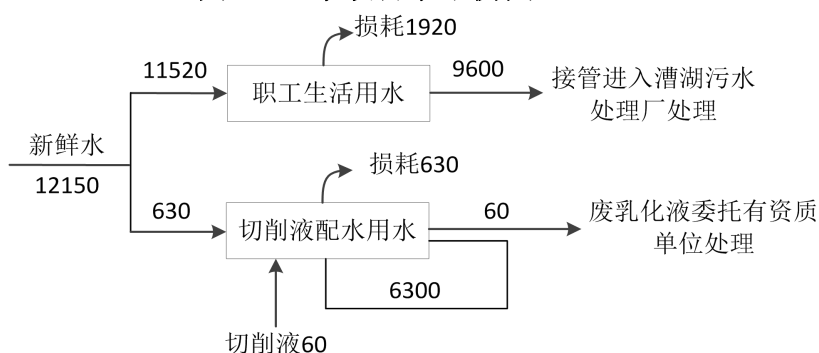 损耗1920
11520
9600
职工生活用水
接管进入漕湖污水
处理厂处理
新鲜水
12150
损耗630
630
60
切削液配水用水
废乳化液委托有资质
单位处理
6300
切削液60